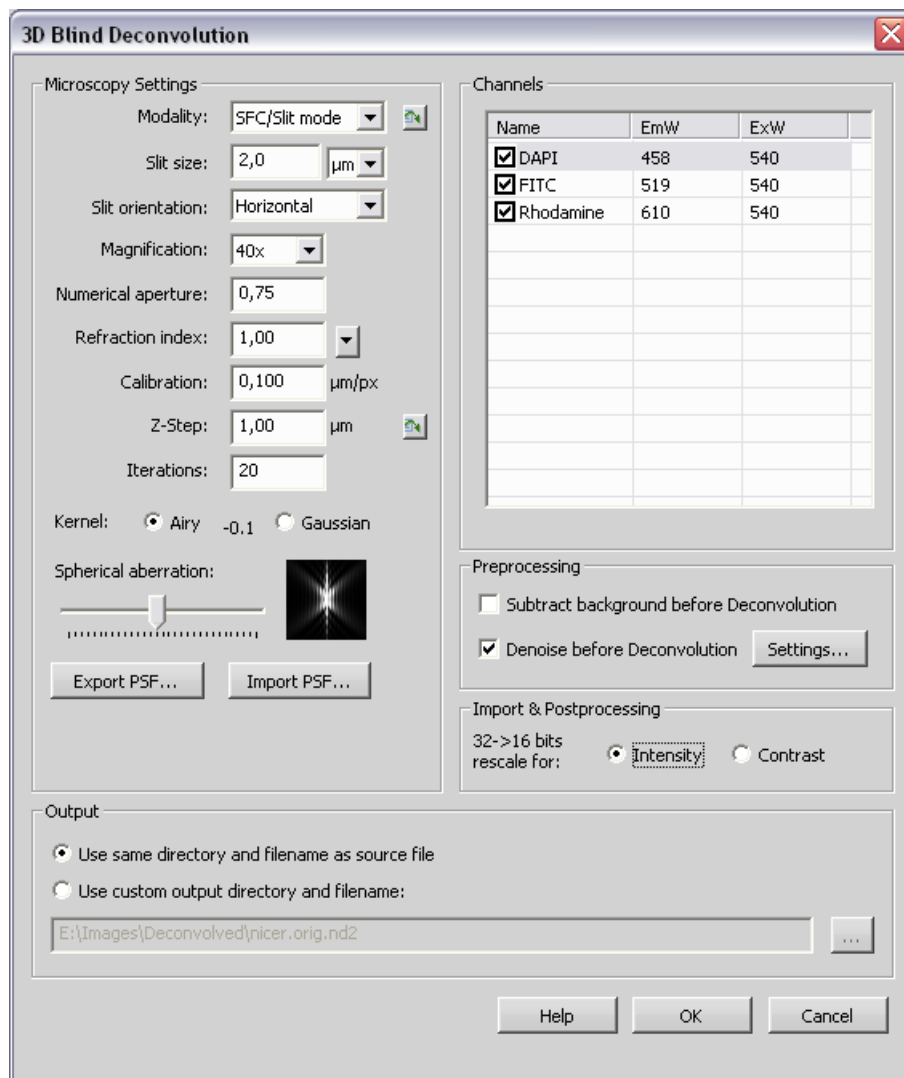 3D Blind Deconvolution
Microscopy Settings
Modality: SFC/Slit mode
Slit size: 2,0 µm
Slit orientation: Horizontal
Magnification: 40x
Numerical aperture: 0,75
Refraction index: 1,00
Calibration: 0,100 µm/px
Z-Step: 1,00 µm
Iterations: 20
Kernel: Airy -0.1 Gaussian
Spherical aberration:
Export PSF... Import PSF...
Channels
Name EmW ExW
DAPI 458 540
FITC 519 540
Rhodamine 610 540
Preprocessing
Subtract background before Deconvolution
Denoise before Deconvolution Settings...
Import & Postprocessing
32->16 bits
rescale for: Intensity Contrast
Output
Use same directory and filename as source file
Use custom output directory and filename:
E:\Images\Deconvolved\nicer.orig.nd2 ...
Help OK Cancel